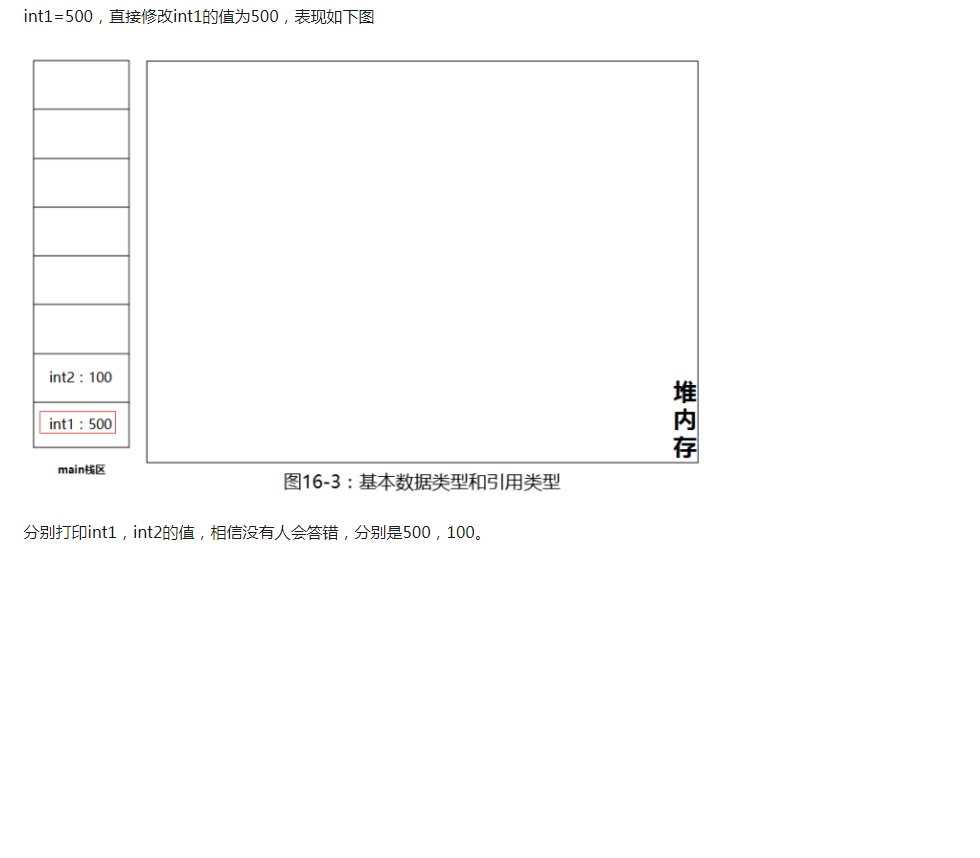 int1=500，直接修改int1的值为500，表现如下图
int2：100
int1：500
main栈区
堆
内
存
图16-3：基本数据类型和引用类型
分别打印int1，int2的值，相信没有人会答错，分别是500，100。